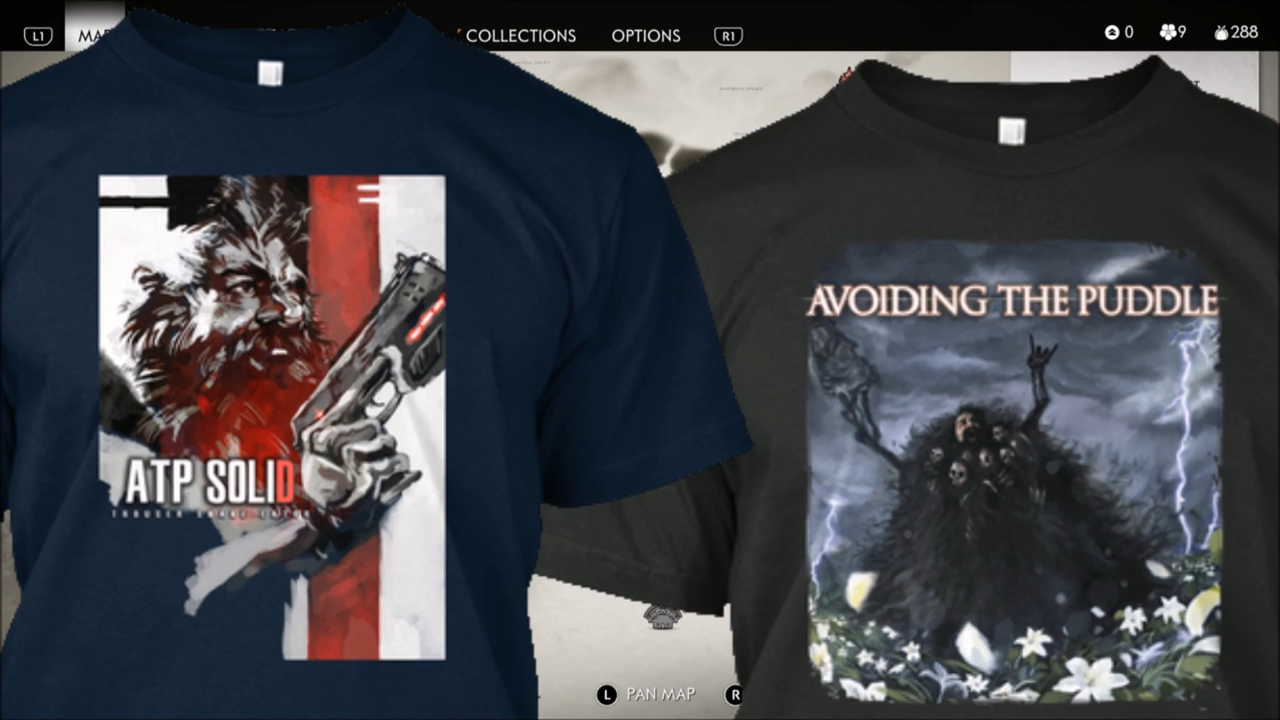 L1
COLLECTIONS
OPTIONS
R1
0
9
288
ATP SOLID
AVOIDING THE PUDDLE
L
PAN MAP
R